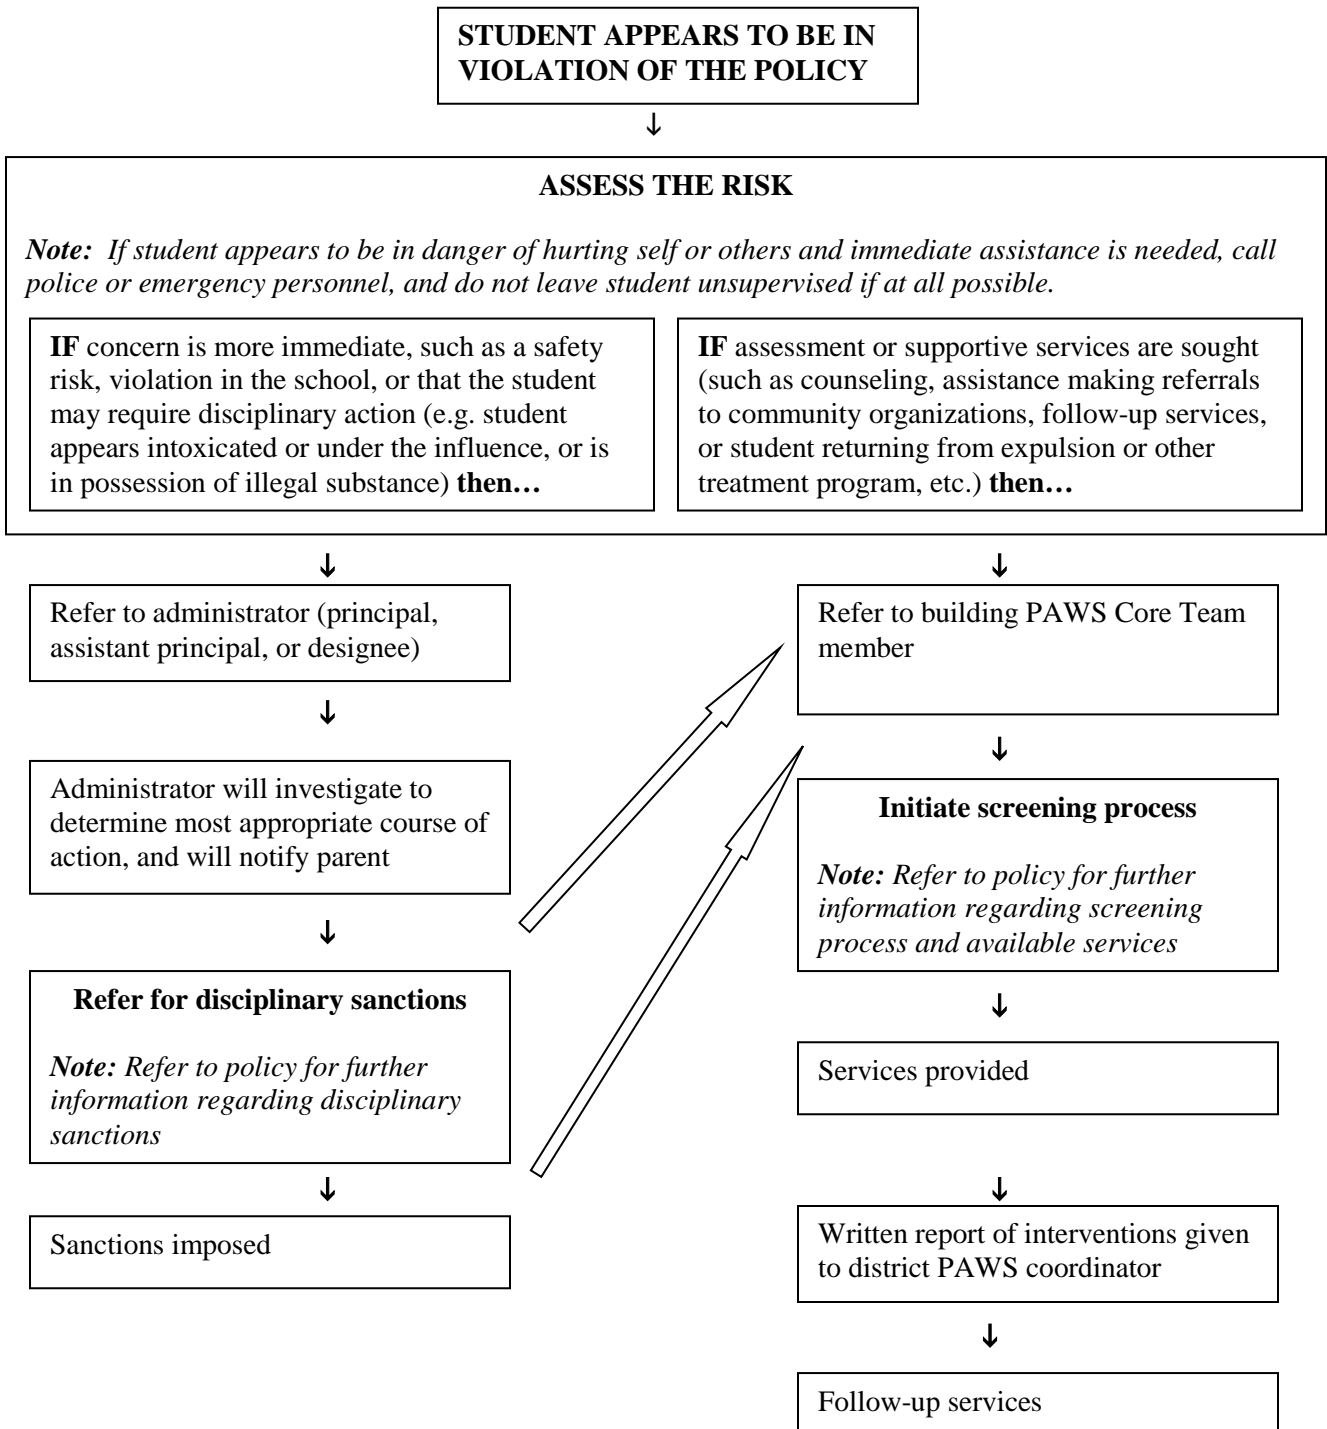 STUDENT APPEARS TO BE IN
VIOLATION OF THE POLICY
↓
ASSESS THE RISK
Note: If student appears to be in danger of hurting self or others and immediate assistance is needed, call
police or emergency personnel, and do not leave student unsupervised if at all possible.
IF concern is more immediate, such as a safety
risk, violation in the school, or that the student
may require disciplinary action (e.g. student
appears intoxicated or under the influence, or is
in possession of illegal substance) then…
IF assessment or supportive services are sought
(such as counseling, assistance making referrals
to community organizations, follow-up services,
or student returning from expulsion or other
treatment program, etc.) then…
↓
Refer to administrator (principal,
assistant principal, or designee)
↓
Administrator will investigate to
determine most appropriate course of
action, and will notify parent
↓
Refer for disciplinary sanctions
Note: Refer to policy for further
information regarding disciplinary
sanctions
↓
Sanctions imposed
↓
Refer to building PAWS Core Team
member
↓
Initiate screening process
Note: Refer to policy for further
information regarding screening
process and available services
↓
Services provided
↓
Written report of interventions given
to district PAWS coordinator
↓
Follow-up services